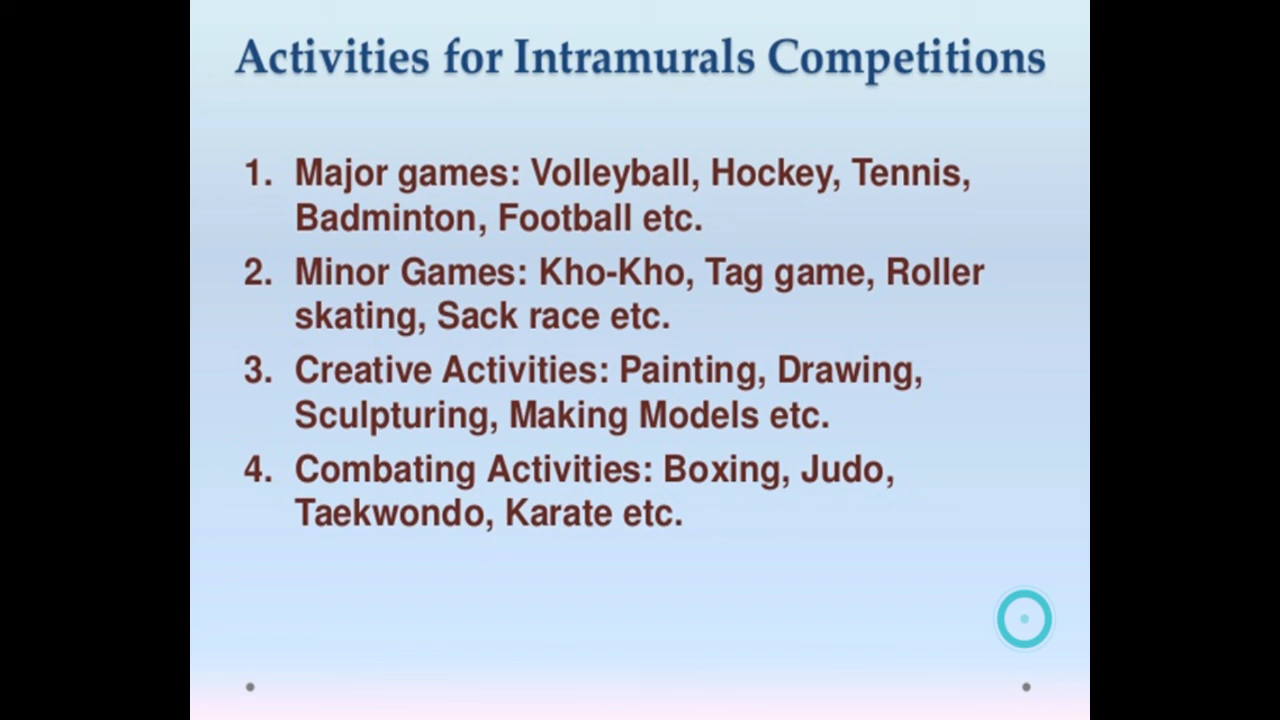 Activities for Intramurals Competitions
1. Major games: Volleyball, Hockey, Tennis,
Badminton, Football etc.
2. Minor Games: Kho-Kho, Tag game, Roller
skating, Sack race etc.
3. Creative Activities: Painting, Drawing,
Sculpturing, Making Models etc.
4. Combating Activities: Boxing, Judo,
Taekwondo, Karate etc.